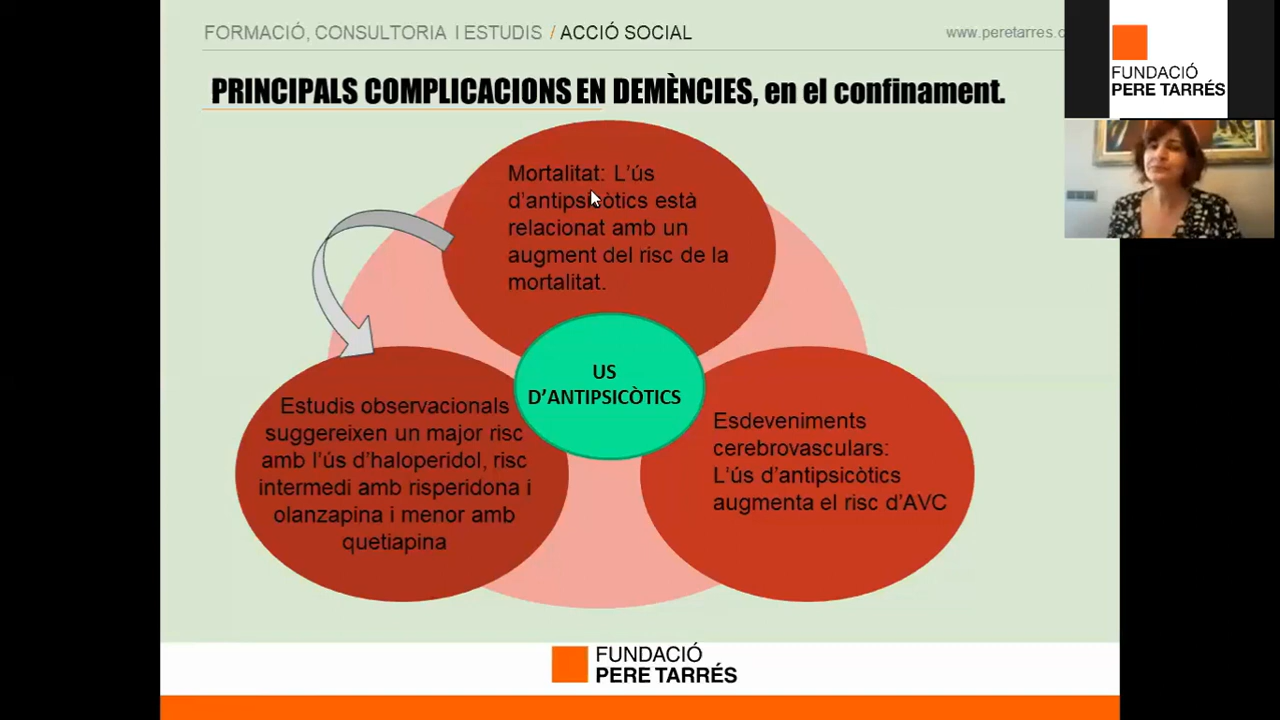 FORMACIÓ, CONSULTORIA I ESTUDIS / ACCIÓ SOCIAL
www.peretarres.
PRINCIPALS COMPLICACIONS EN DEMÈNCIES, en el confinament.
Mortalitat: L'ús
d'antipsicòtics està
relacionat amb un
augment del risc de la
mortalitat.
US
D'ANTIPSICÒTICS
Estudis observacionals
suggereixen un major risc
amb l'ús d'haloperidol, risc
intermedi amb risperidona i
olanzapina i menor amb
quetiapina
Esdeveniments
cerebrovasculars:
L'ús d'antipsicòtics
augmenta el risc d'AVC
FUNDACIÓ
PERE TARRÉS
FUNDACIÓ
PERE TARRÉS